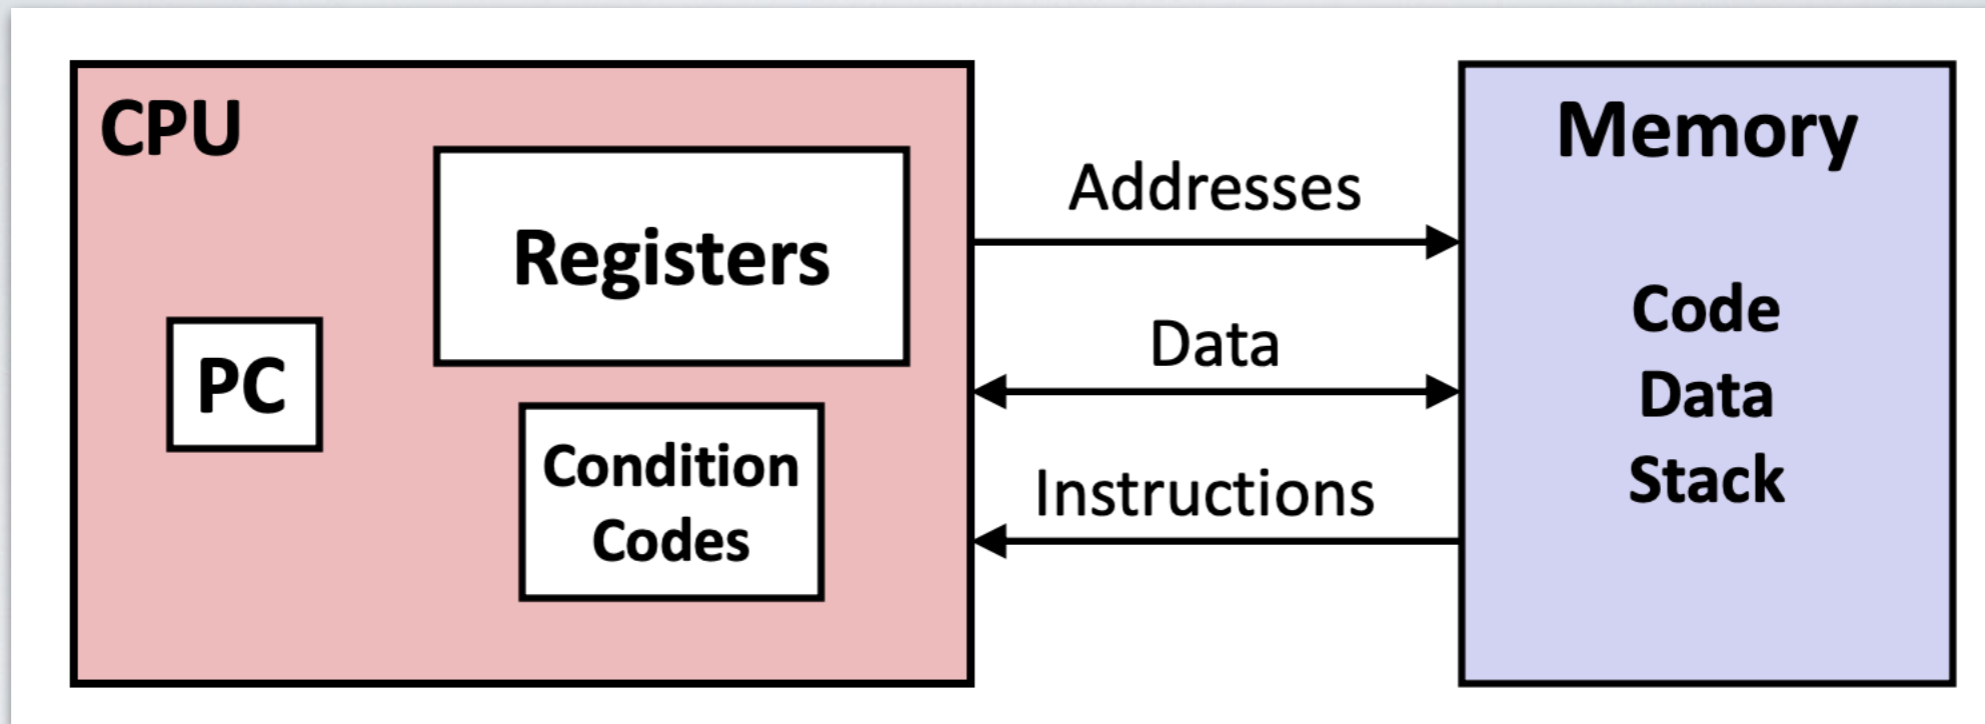 CPU
Registers
PC
Condition
Codes
Addresses
Data
Instructions
Memory
Code
Data
Stack